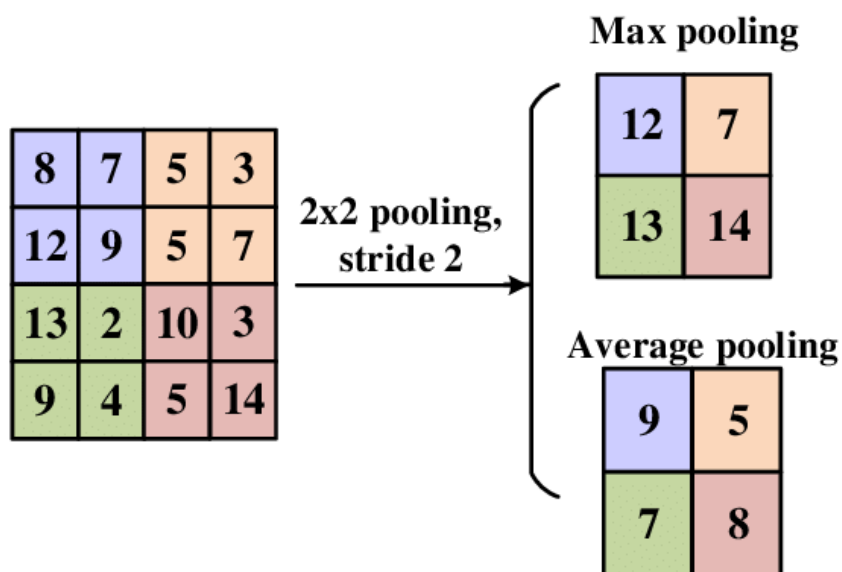 Max pooling
12 7
13 14
8 7 5 3
12 9 5 7
13 2 10 3
9 4 5 14
2x2 pooling,
stride 2
Average pooling
9 5
7 8